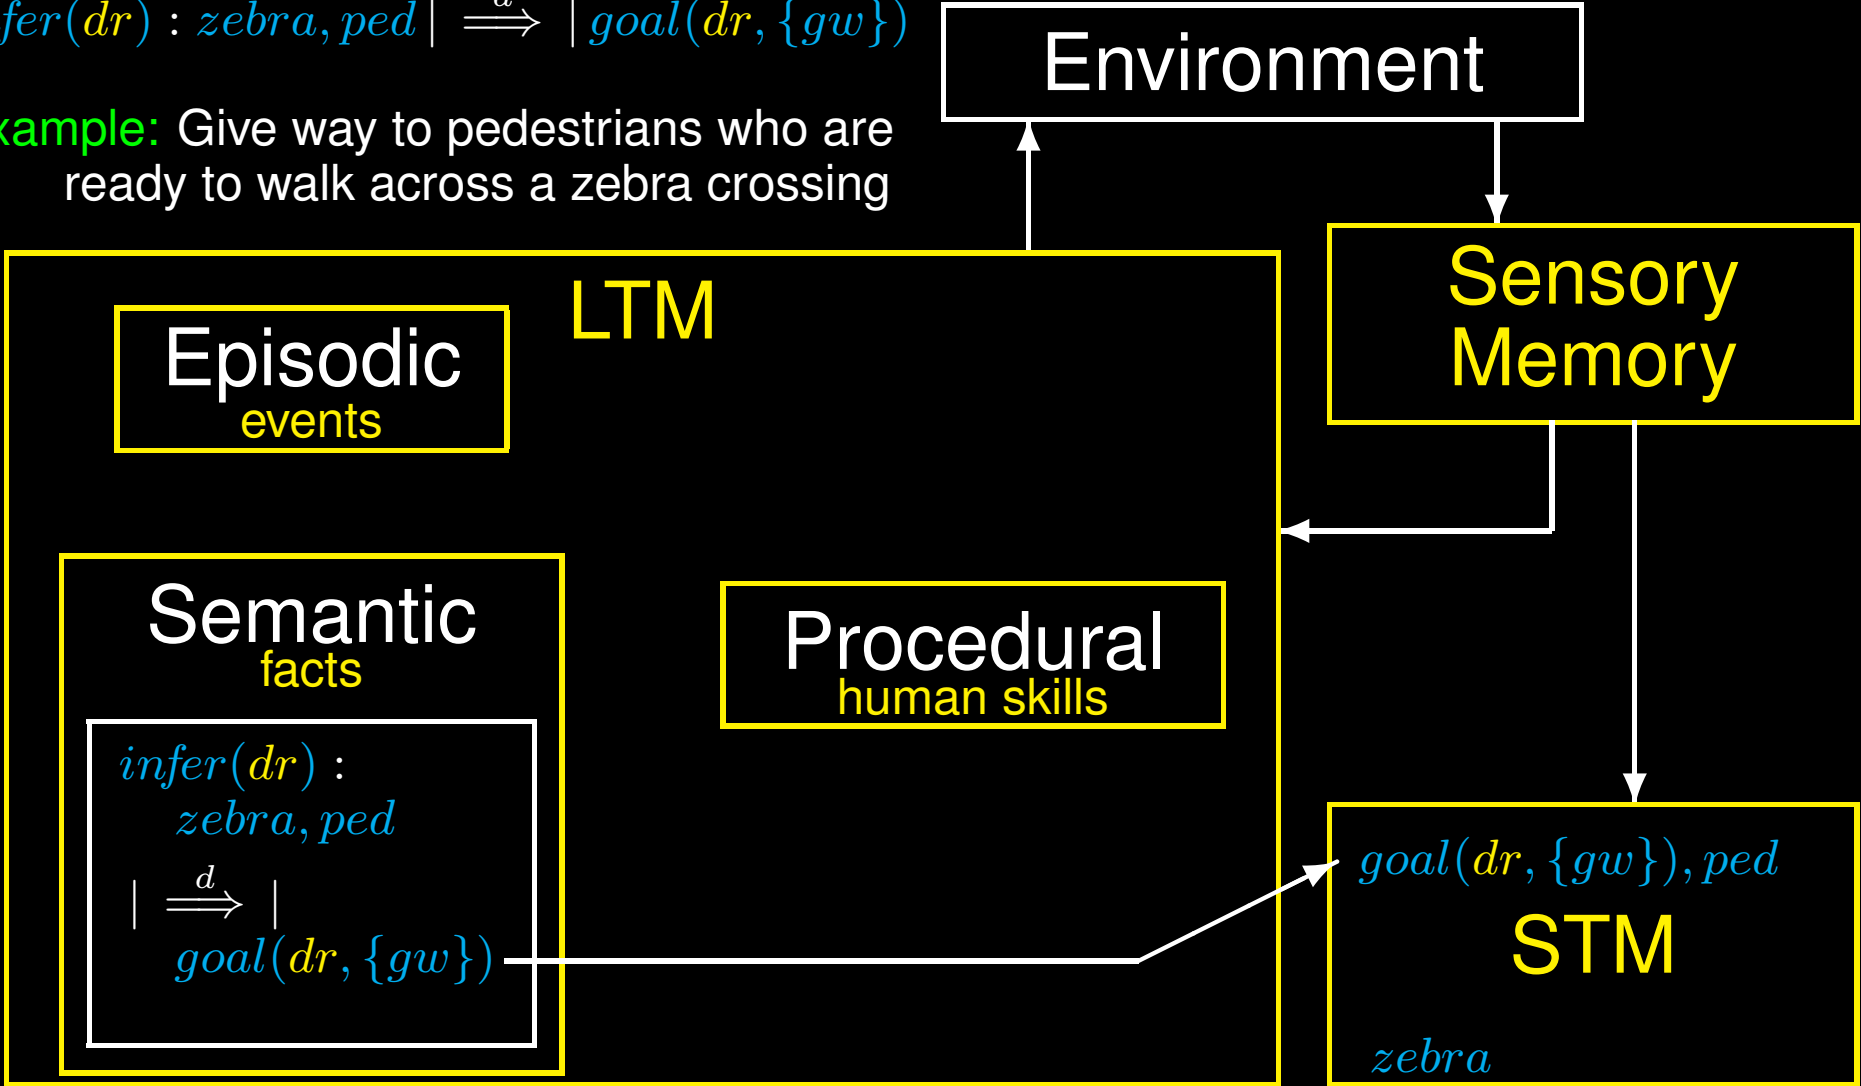 fer(dr) : zebra, ped | ⟹^d | goal(dr, {gw})
xample: Give way to pedestrians who are
ready to walk across a zebra crossing
Environment
Sensory
Memory
LTM
Episodic
events
Semantic
facts
infer(dr) :
zebra, ped
| ⟹^d |
goal(dr, {gw})
Procedural
human skills
goal(dr, {gw}), ped
STM
zebra